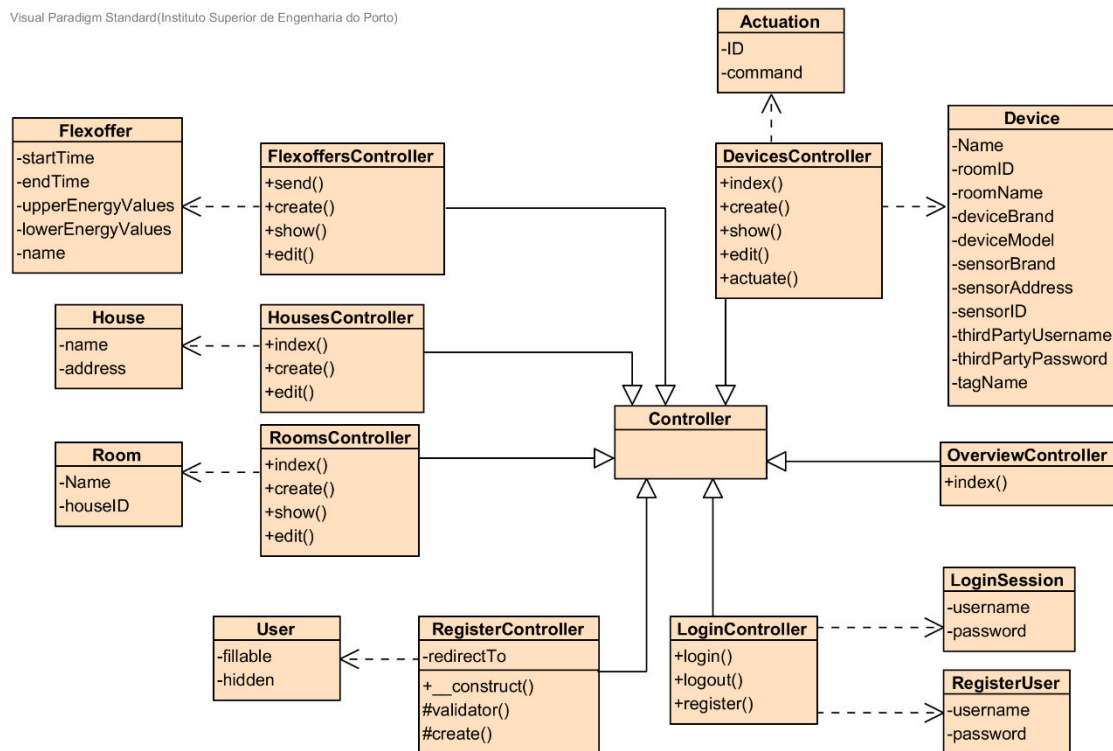 Visual Paradigm Standard(Instituto Superior de Engenharia do Porto)
Actuation
-ID
-command
Flexoffer
-startTime
-endTime
-upperEnergyValues
-lowerEnergyValues
-name
FlexoffersController
+send()
+create()
+show()
+edit()
DevicesController
+index()
+create()
+show()
+edit()
+actuate()
Device
-Name
-roomID
-roomName
-deviceBrand
-deviceModel
-sensorBrand
-sensorAddress
-sensorID
-thirdPartyUsername
-thirdPartyPassword
-tagName
House
-name
-address
HousesController
+index()
+create()
+edit()
Controller
Room
-Name
-houseID
RoomsController
+index()
+create()
+show()
+edit()
OverviewController
+index()
User
-fillable
-hidden
RegisterController
-redirectTo
+__construct()
#validator()
#create()
LoginController
+login()
+logout()
+register()
LoginSession
-username
-password
RegisterUser
-username
-password